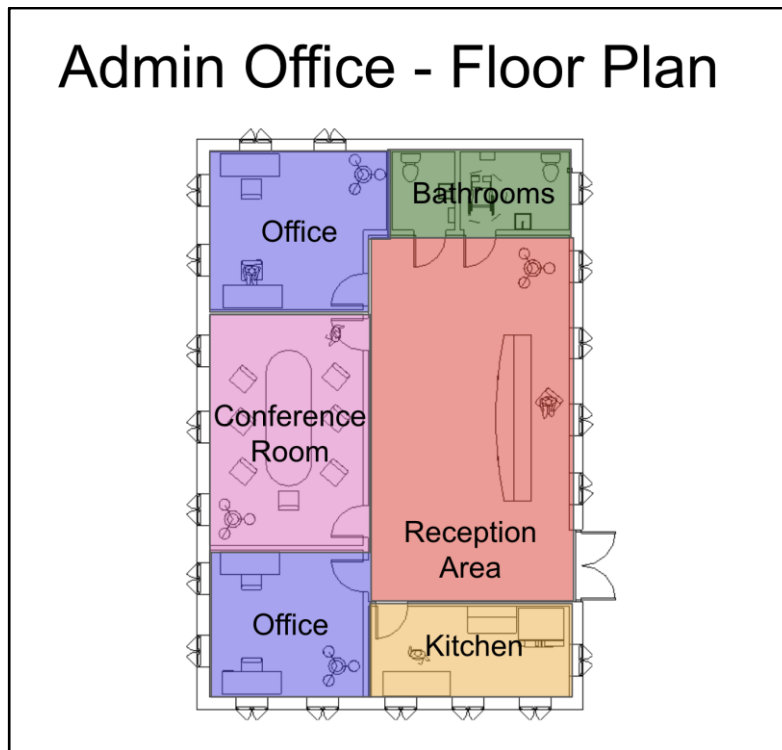 Admin Office - Floor Plan
Bathrooms
Office
Conference
Room
Reception
Area
Office
Kitchen